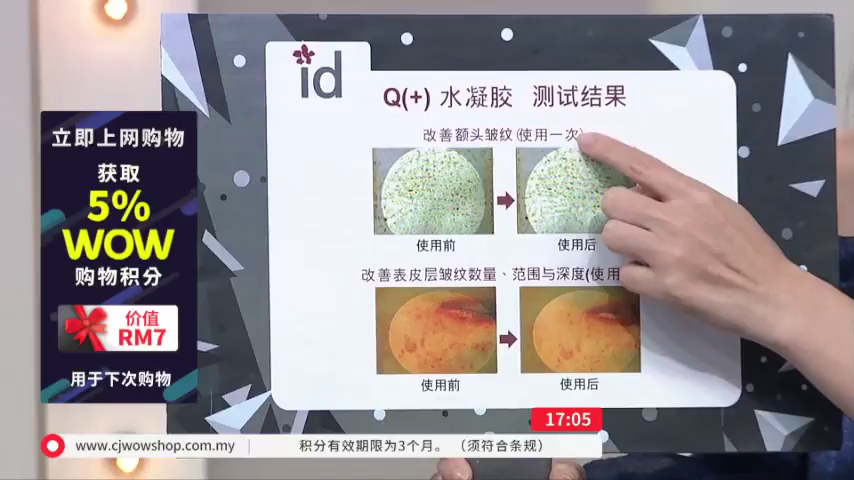 id
Q(+) 水凝胶 测试结果
改善额头皱纹(使用一次)
使用前
使用后
改善表皮层皱纹数量、范围与深度(使用
使用前
使用后
立即上网购物
获取
5%
WOW
购物积分
价值
RM7
用于下次购物
17:05
www.cjwowshop.com.my
积分有效期限为3个月。 (须符合条规)